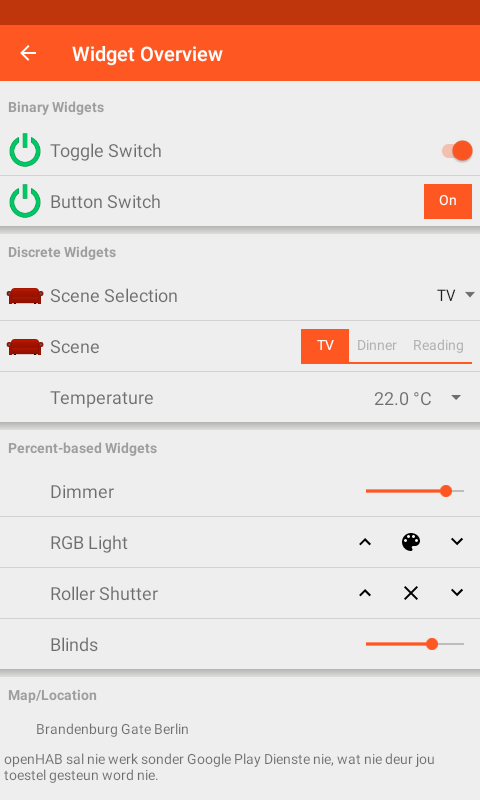 Widget Overview
Binary Widgets
Toggle Switch
Button Switch On
Discrete Widgets
Scene Selection TV
Scene TV Dinner Reading
Temperature 22.0 °C
Percent-based Widgets
Dimmer
RGB Light
Roller Shutter
Blinds
Map/Location
Brandenburg Gate Berlin
openHAB sal nie werk sonder Google Play Dienste nie, wat nie deur jou
toestel gesteun word nie.